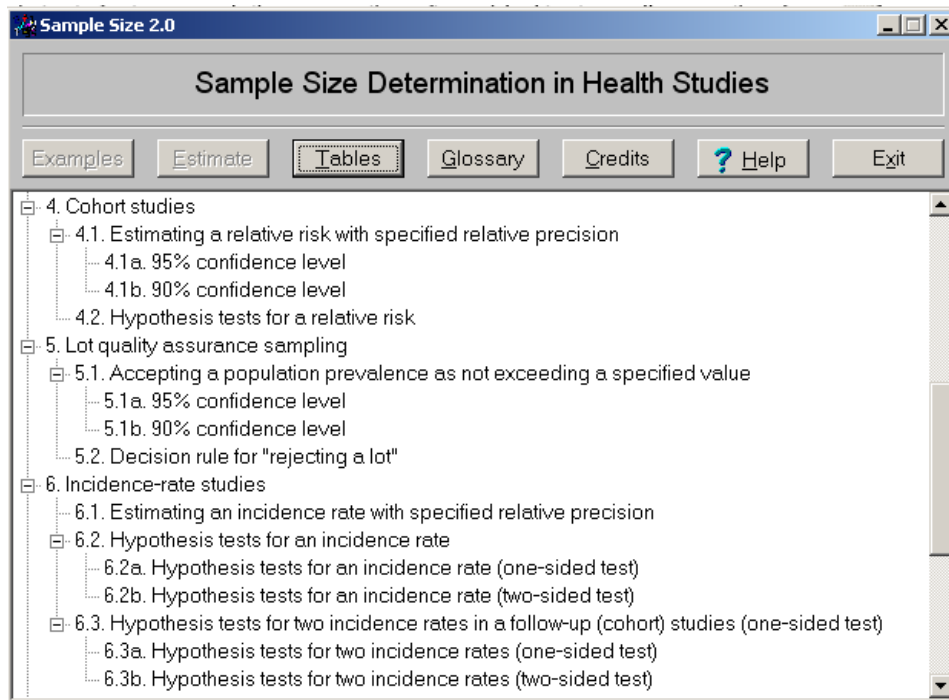 Sample Size 2.0
Sample Size Determination in Health Studies
Examples Estimate Tables Glossary Credits ? Help Exit
4. Cohort studies
4.1. Estimating a relative risk with specified relative precision
4.1a. 95% confidence level
4.1b. 90% confidence level
4.2. Hypothesis tests for a relative risk
5. Lot quality assurance sampling
5.1. Accepting a population prevalence as not exceeding a specified value
5.1a. 95% confidence level
5.1b. 90% confidence level
5.2. Decision rule for "rejecting a lot"
6. Incidence-rate studies
6.1. Estimating an incidence rate with specified relative precision
6.2. Hypothesis tests for an incidence rate
6.2a. Hypothesis tests for an incidence rate (one-sided test)
6.2b. Hypothesis tests for an incidence rate (two-sided test)
6.3. Hypothesis tests for two incidence rates in a follow-up (cohort) studies (one-sided test)
6.3a. Hypothesis tests for two incidence rates (one-sided test)
6.3b. Hypothesis tests for two incidence rates (two-sided test)